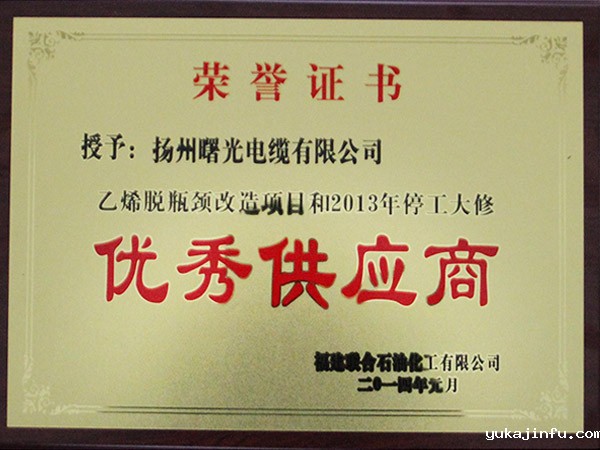 荣誉证书
授予：扬州曙光电缆有限公司
乙烯脱瓶颈改造项目和2013年停工大修
优秀供应商
福建联合石油化工有限公司
二〇一四年元月
yukajinfu.com